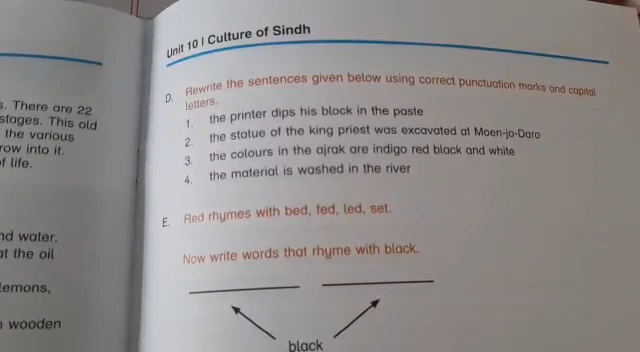 s. There are 22
stages. This old
the various
row into it.
of life.
nd water.
at the oil
lemons,
wooden
Unit 10 | Culture of Sindh
D. Rewrite the sentences given below using correct punctuation marks and capital
letters.
1. the printer dips his block in the paste
2. the statue of the king priest was excavated at Moen-jo-Daro
3. the colours in the ajrak are indigo red black and white
4. the material is washed in the river
E. Red rhymes with bed, fed, led, set.
Now write words that rhyme with black.
black